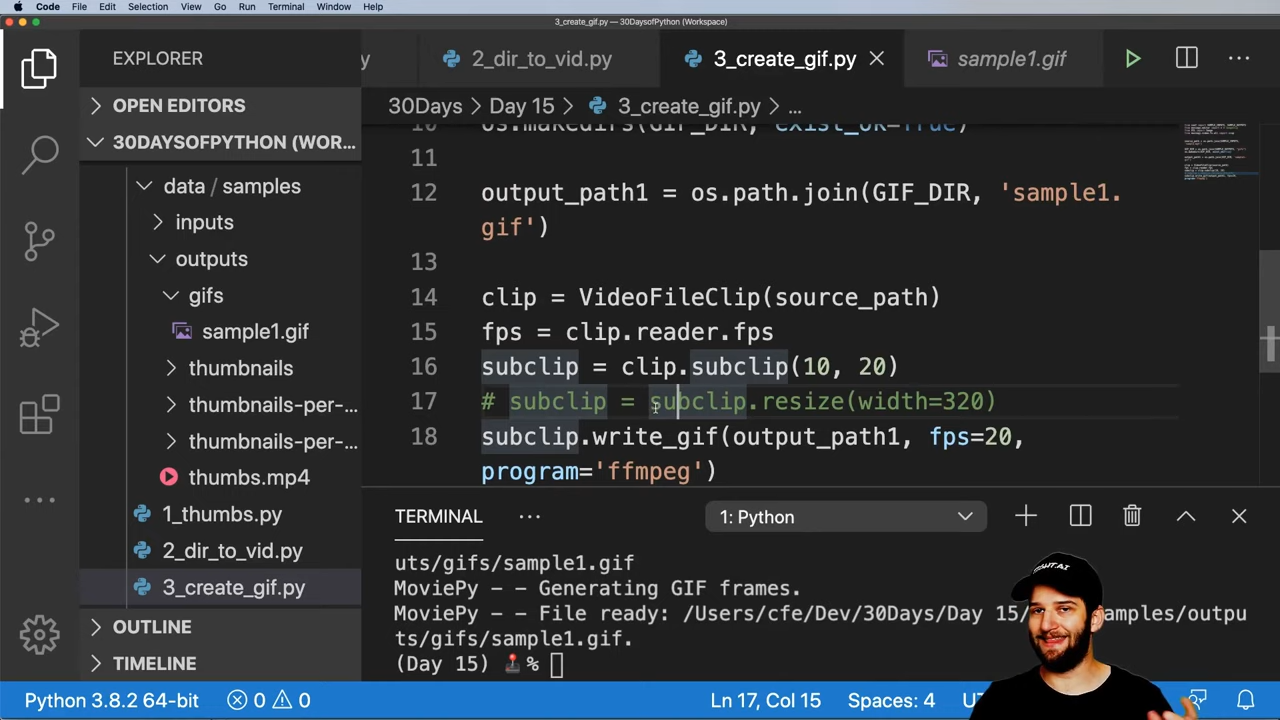 Code File Edit Selection View Go Run Terminal Window Help
3_create_gif.py — 30DaysofPython (Workspace)
EXPLORER
y 2_dir_to_vid.py 3_create_gif.py sample1.gif
OPEN EDITORS
30DAYSOFPYTHON (WOR...
data / samples
inputs
outputs
gifs
sample1.gif
thumbnails
thumbnails-per-...
thumbnails-per-...
thumbs.mp4
1_thumbs.py
2_dir_to_vid.py
3_create_gif.py
OUTLINE
TIMELINE
30Days > Day 15 > 3_create_gif.py > ...
10 os.makedirs(GIF_DIR, exist_ok=True)
11
12 output_path1 = os.path.join(GIF_DIR, 'sample1.
gif')
13
14 clip = VideoFileClip(source_path)
15 fps = clip.reader.fps
16 subclip = clip.subclip(10, 20)
17 # subclip = subclip.resize(width=320)
18 subclip.write_gif(output_path1, fps=20,
program='ffmpeg')
TERMINAL ... 1: Python
uts/gifs/sample1.gif
MoviePy - - Generating GIF frames.
MoviePy - - File ready: /Users/cfe/Dev/30Days/Day 15/ amples/outpu
ts/gifs/sample1.gif.
(Day 15) %
Python 3.8.2 64-bit 0 0 Ln 17, Col 15 Spaces: 4